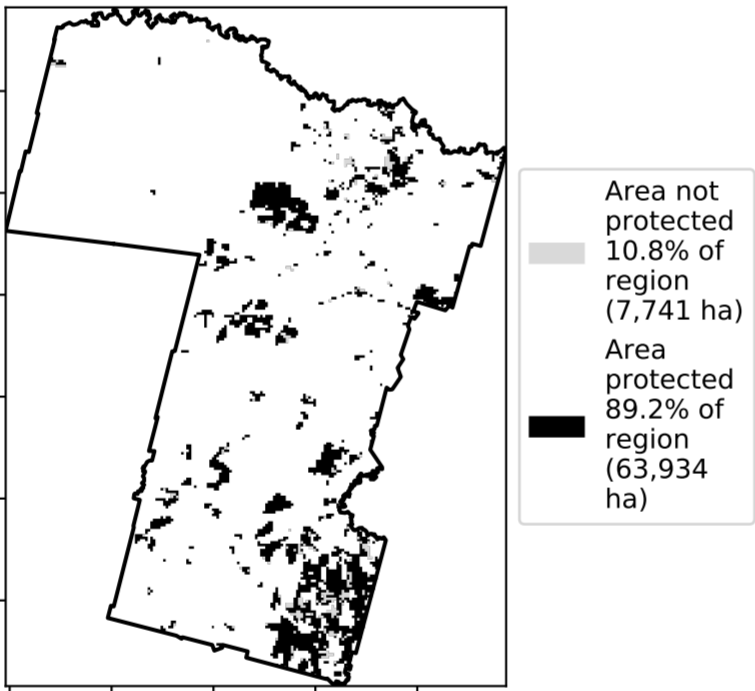 Area not
protected
10.8% of
region
(7,741 ha)
Area
protected
89.2% of
region
(63,934
ha)